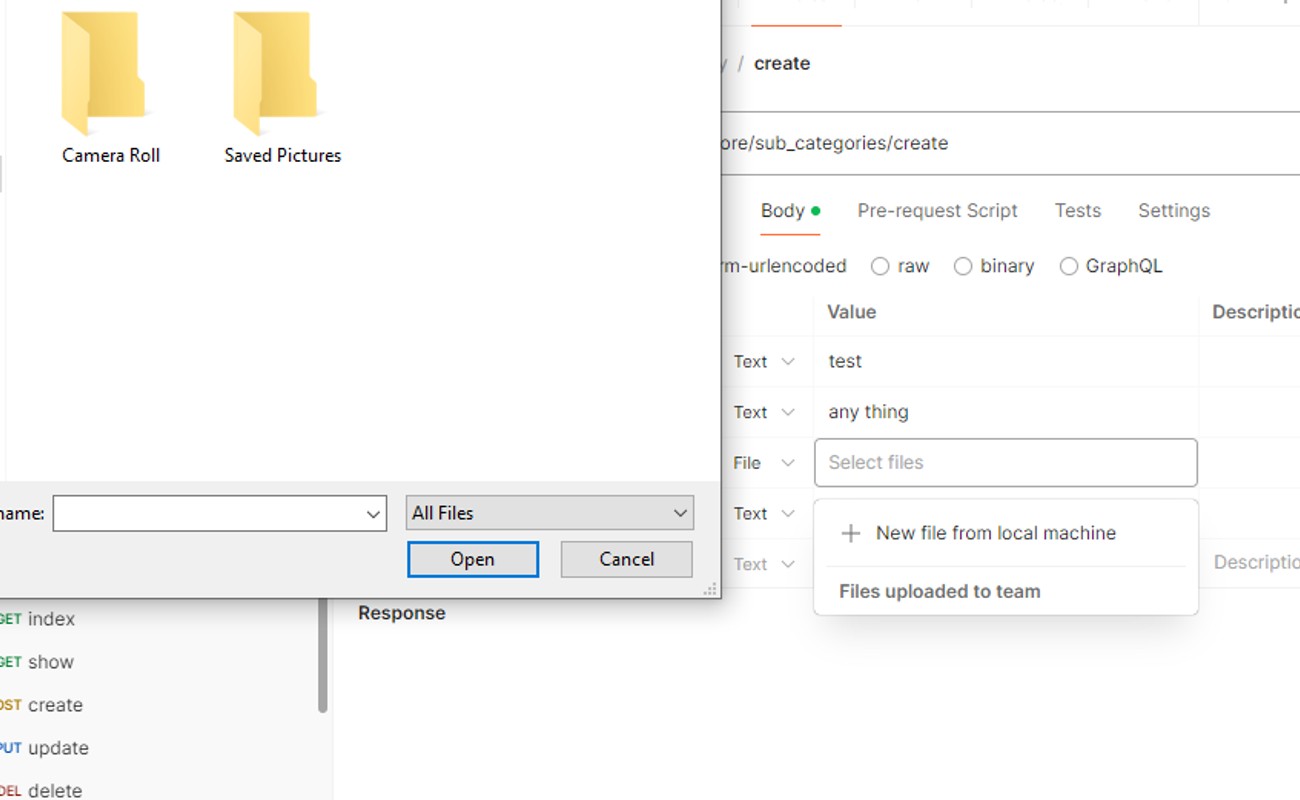 Camera Roll
Saved Pictures
name:
All Files
Open
Cancel
/ create
ore/sub_categories/create
Body
Pre-request Script
Tests
Settings
rm-urlencoded
raw
binary
GraphQL
Value
Descriptio
Text
test
Text
any thing
File
Select files
Text
New file from local machine
Text
Descriptio
Files uploaded to team
Response
GET index
GET show
OST create
PUT update
DEL delete